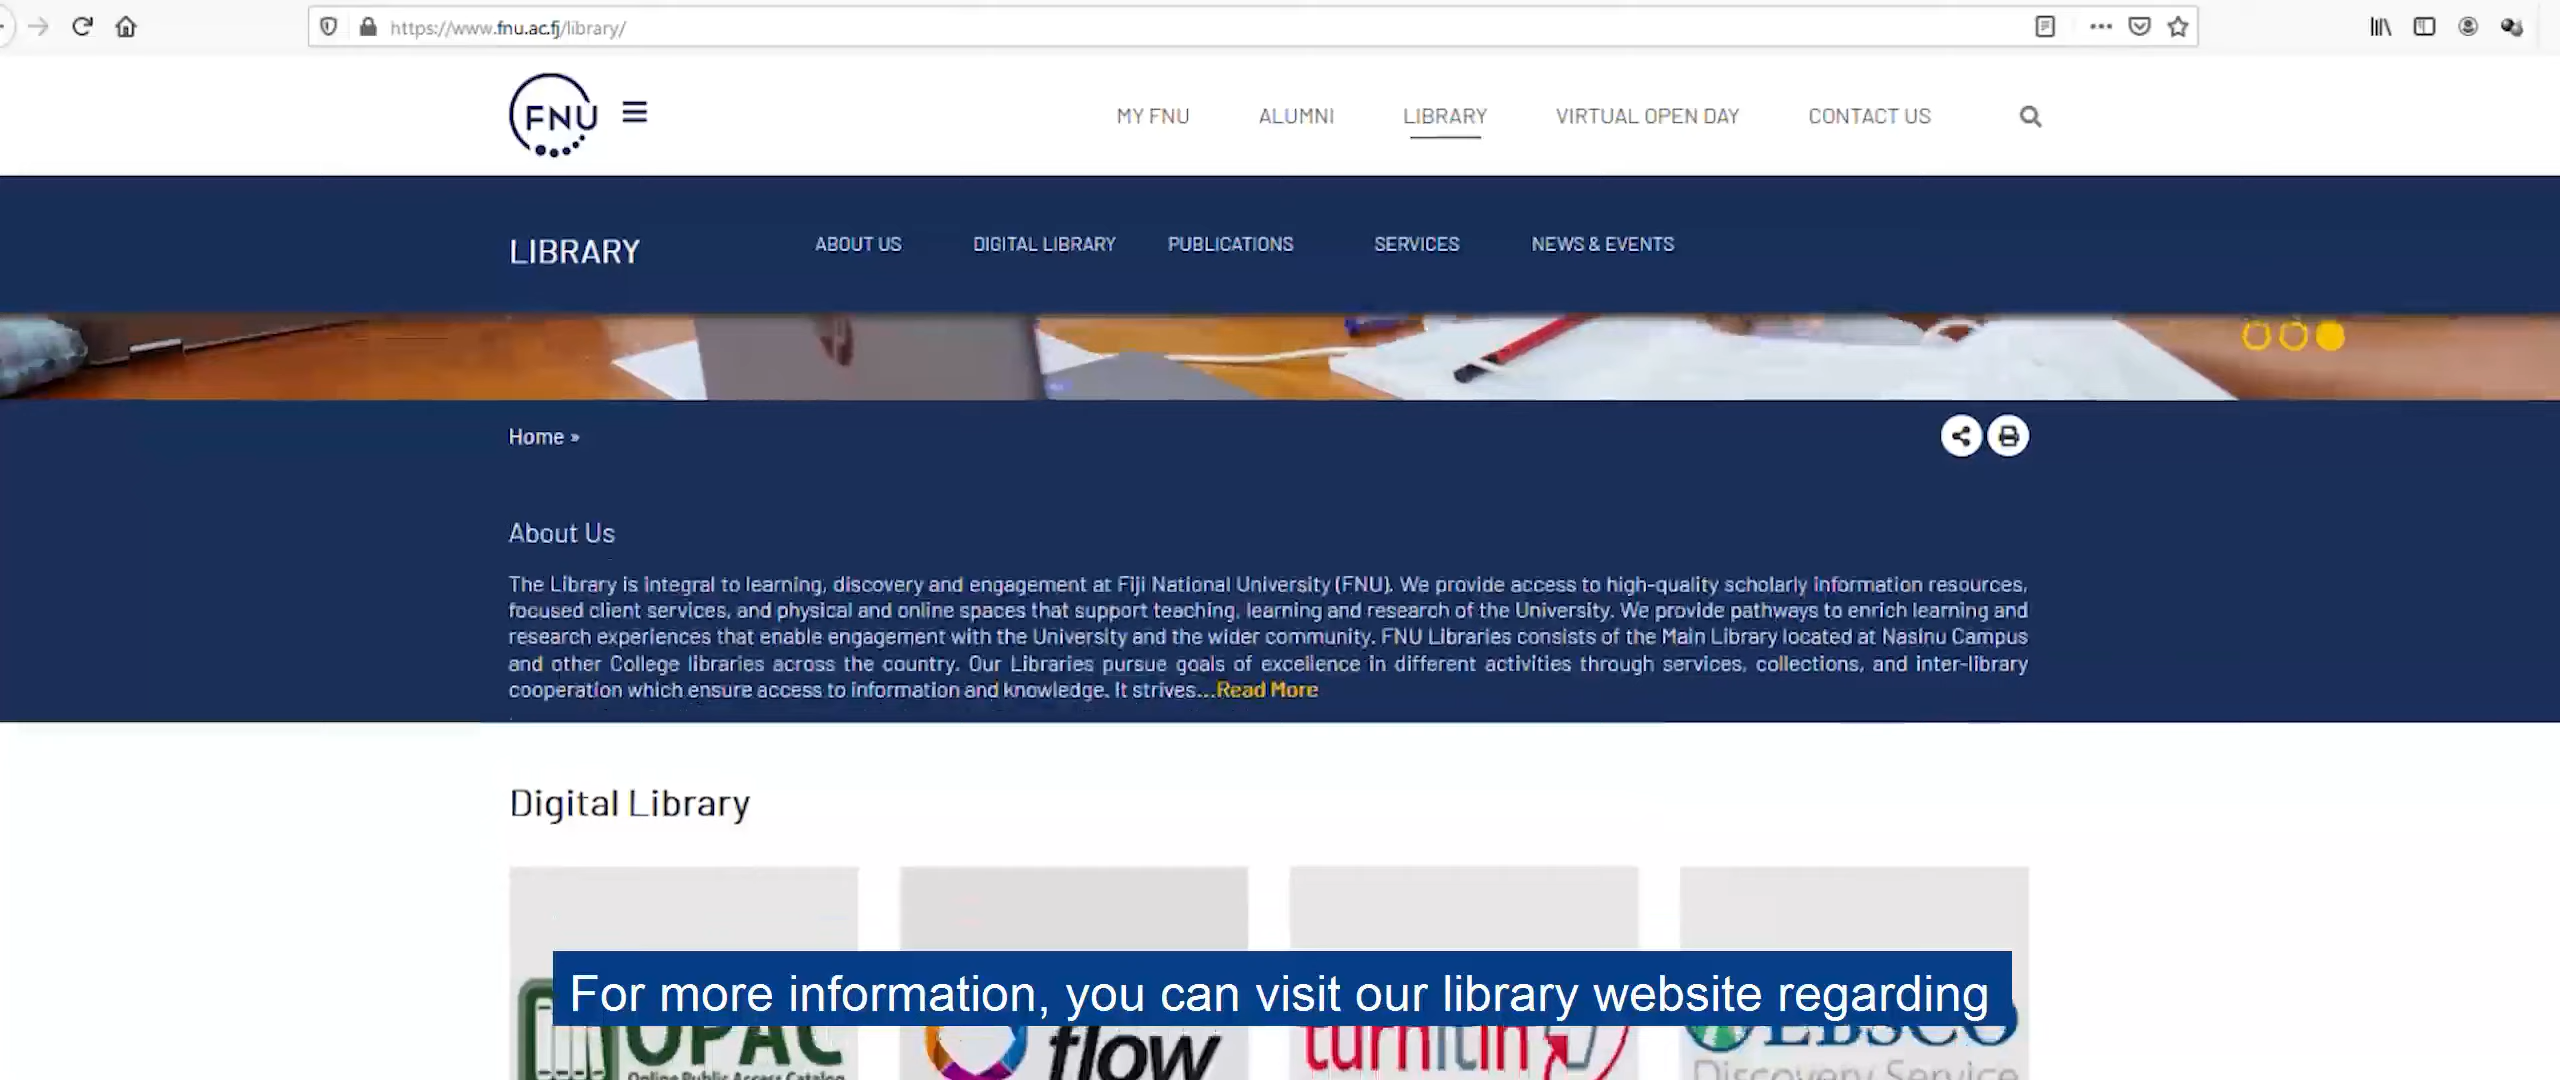 https://www.fnu.ac.fj/library/
FNU
MY FNU
ALUMNI
LIBRARY
VIRTUAL OPEN DAY
CONTACT US
LIBRARY
ABOUT US
DIGITAL LIBRARY
PUBLICATIONS
SERVICES
NEWS & EVENTS
Home »
About Us
The Library is integral to learning, discovery and engagement at Fiji National University (FNU). We provide access to high-quality scholarly information resources,
focused client services, and physical and online spaces that support teaching, learning and research of the University. We provide pathways to enrich learning and
research experiences that enable engagement with the University and the wider community. FNU Libraries consists of the Main Library located at Nasinu Campus
and other College libraries across the country. Our Libraries pursue goals of excellence in different activities through services, collections, and inter-library
cooperation which ensure access to information and knowledge. It strives...Read More
Digital Library
For more information, you can visit our library website regarding
OPAC
Online Public Access Catalog
flow
turnitin
EBSCO
Discovery Service